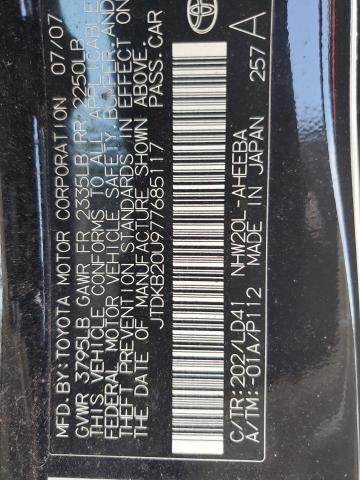 MFD.BY:TOYOTA MOTOR CORPORATION 07/07
GVWR 3795LB GAWR FR 2335LB RR 2250LB
THIS VEHICLE CONFORMS TO ALL APPLICABLE
FEDERAL MOTOR VEHICLE SAFETY, BUMPER AND
THEFT PREVENTION STANDARDS IN EFFECT ON
THE DATE OF MANUFACTURE SHOWN ABOVE.
JTDKB20U977685117 PASS.CAR
C/TR:202/LD41 NHW20L-AHEEBA
A/TM:-01A/P112 MADE IN JAPAN 257 A